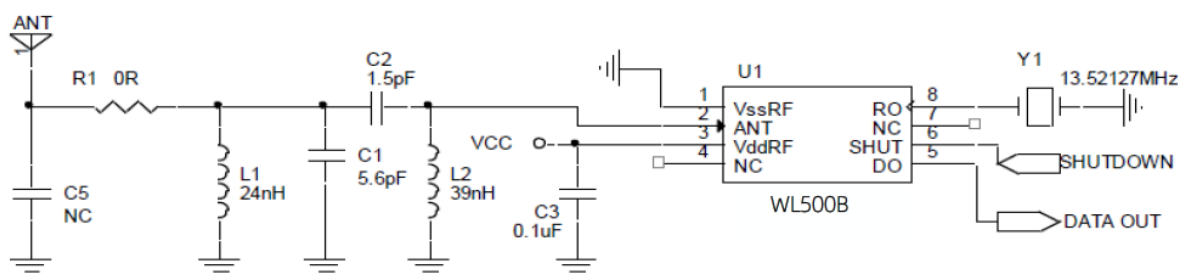 ANT
1
R1 0R
C2
1.5pF
U1
Y1
13.52127MHz
1 VssRF
2 ANT
3 VddRF
4 NC
RO 8
NC 7
SHUT 6
DO 5
VCC
L1
24nH
C1
5.6pF
L2
39nH
C5
NC
C3
0.1uF
WL500B
SHUTDOWN
DATA OUT